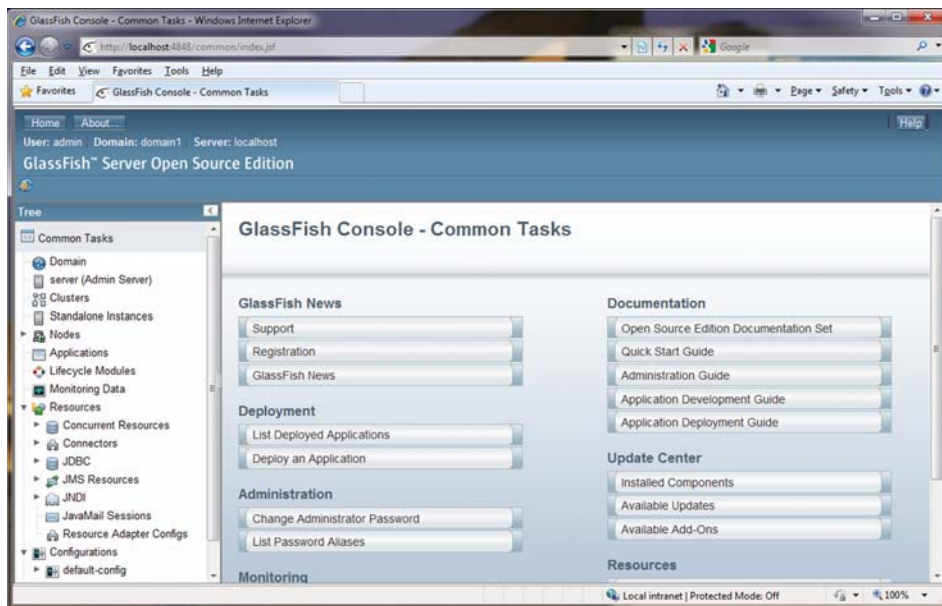 GlassFish Console - Common Tasks - Windows Internet Explorer
http://localhost:4848/common/index.jsf
Google
File Edit View Favorites Tools Help
Favorites GlassFish Console - Common Tasks Page Safety Tools
Home About... Help
User: admin Domain: domain1 Server: localhost
GlassFish™ Server Open Source Edition
Tree
Common Tasks
Domain
server (Admin Server)
Clusters
Standalone Instances
Nodes
Applications
Lifecycle Modules
Monitoring Data
Resources
Concurrent Resources
Connectors
JDBC
JMS Resources
JNDI
JavaMail Sessions
Resource Adapter Configs
Configurations
default-config
GlassFish Console - Common Tasks
GlassFish News
Support
Registration
GlassFish News
Deployment
List Deployed Applications
Deploy an Application
Administration
Change Administrator Password
List Password Aliases
Monitoring
Documentation
Open Source Edition Documentation Set
Quick Start Guide
Administration Guide
Application Development Guide
Application Deployment Guide
Update Center
Installed Components
Available Updates
Available Add-Ons
Resources
Local intranet | Protected Mode: Off 100%